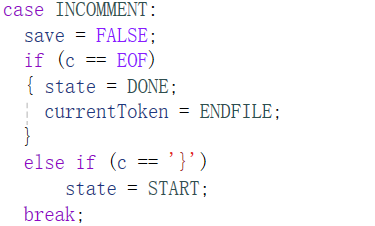 case INCOMMENT:
  save = FALSE;
  if (c == EOF)
  { state = DONE;
    currentToken = ENDFILE;
  }
  else if (c == '}')
      state = START;
  break;